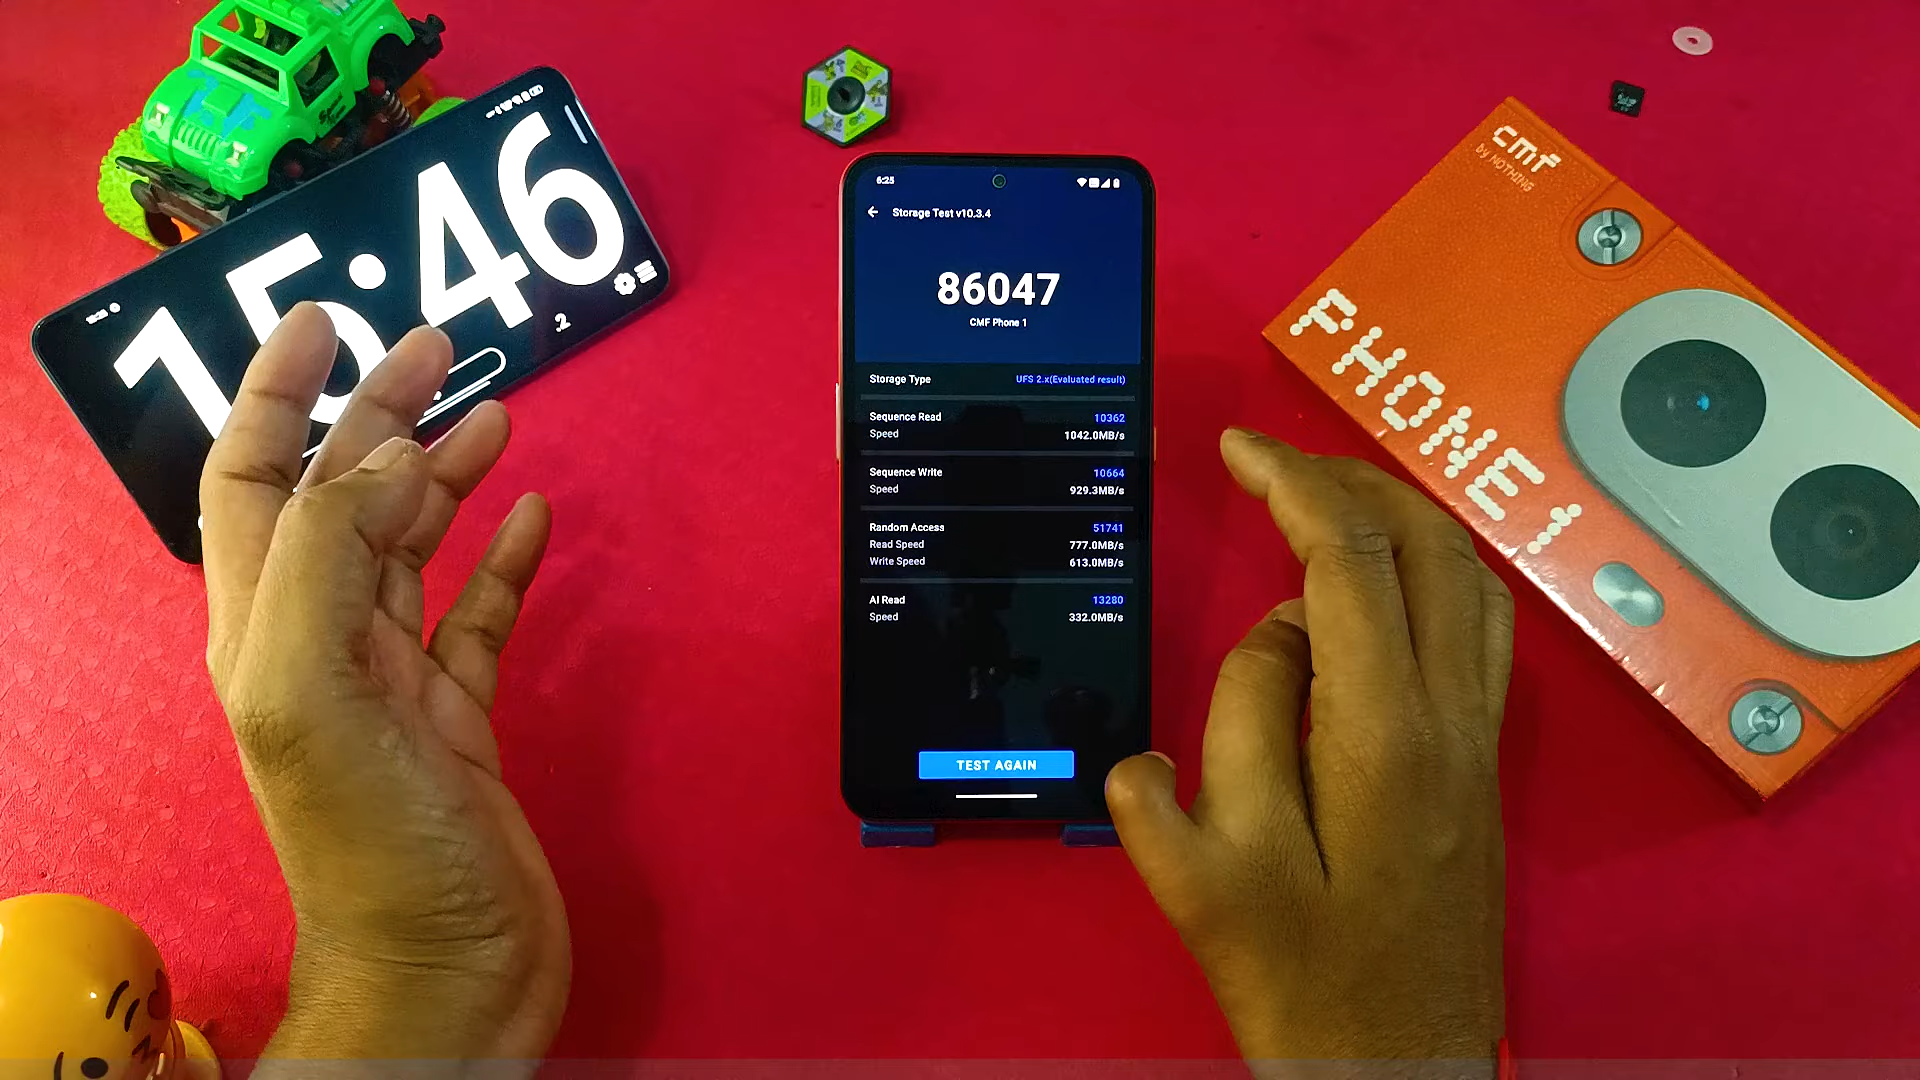 15:46
2
6:25
Storage Test v10.3.4
86047
CMF Phone 1
Storage Type UFS 2.x(Evaluated result)
Sequence Read 10362
Speed 1042.0MB/s
Sequence Write 10664
Speed 929.3MB/s
Random Access 51741
Read Speed 777.0MB/s
Write Speed 613.0MB/s
AI Read 13280
Speed 332.0MB/s
TEST AGAIN
cmf
by NOTHING
PHONE 1